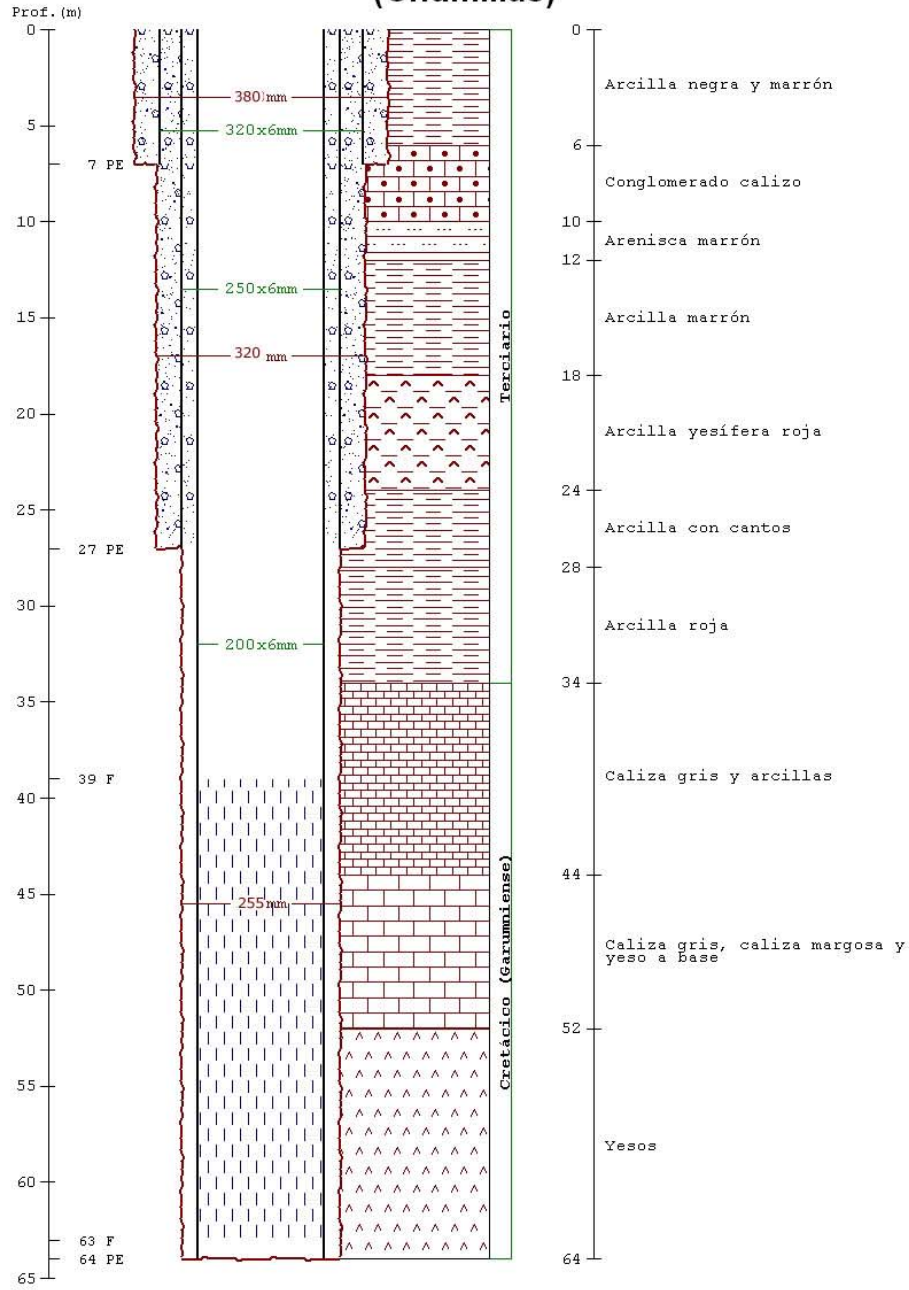 Prof.(m)
0
5
7 PE
10
15
20
25
27 PE
30
35
39 F
40
45
50
55
60
63 F
64 PE
65
380 mm
320x6mm
250x6mm
320 mm
200x6mm
255 mm
Terciario
Cretácico (Garumniense)
0
Arcilla negra y marrón
6
Conglomerado calizo
10
Arenisca marrón
12
Arcilla marrón
18
Arcilla yesífera roja
24
Arcilla con cantos
28
Arcilla roja
34
Caliza gris y arcillas
44
Caliza gris, caliza margosa y
yeso a base
52
Yesos
64